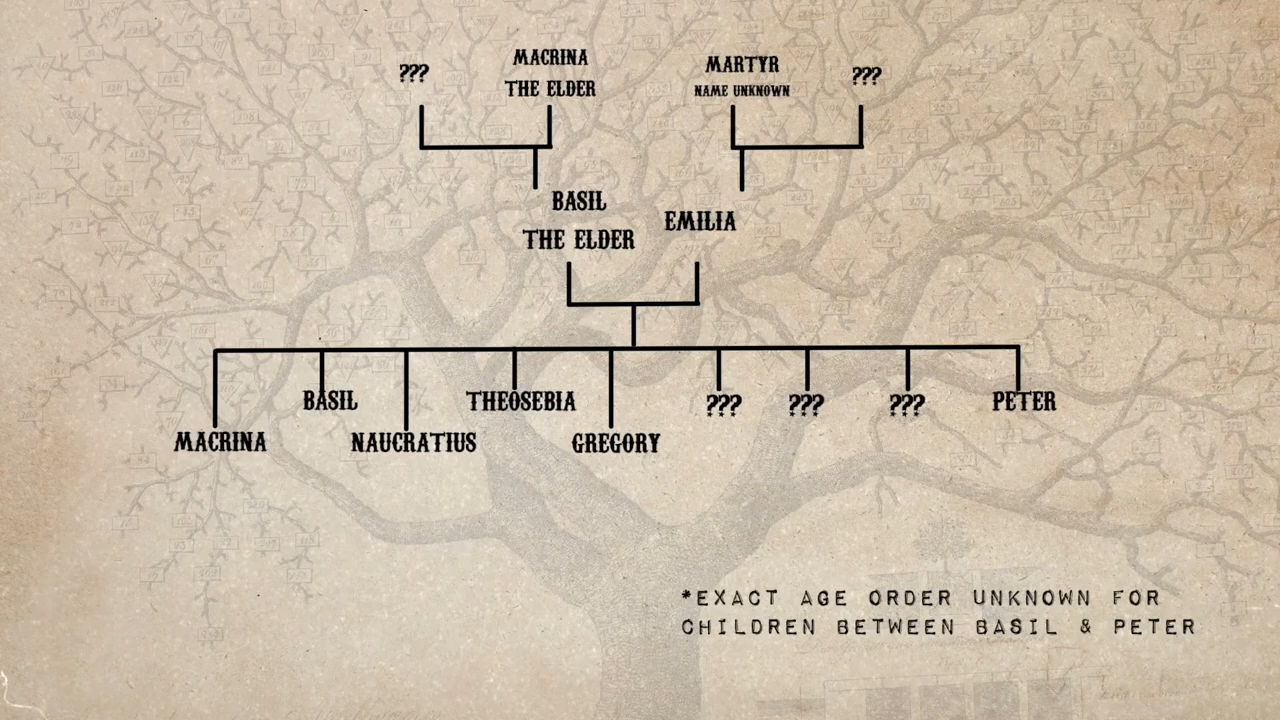 ???
MACRINA
THE ELDER
MARTYR
NAME UNKNOWN
???
BASIL
THE ELDER
EMILIA
MACRINA
BASIL
NAUCRATIUS
THEOSEBIA
GREGORY
???
???
???
PETER
*EXACT AGE ORDER UNKNOWN FOR
CHILDREN BETWEEN BASIL & PETER